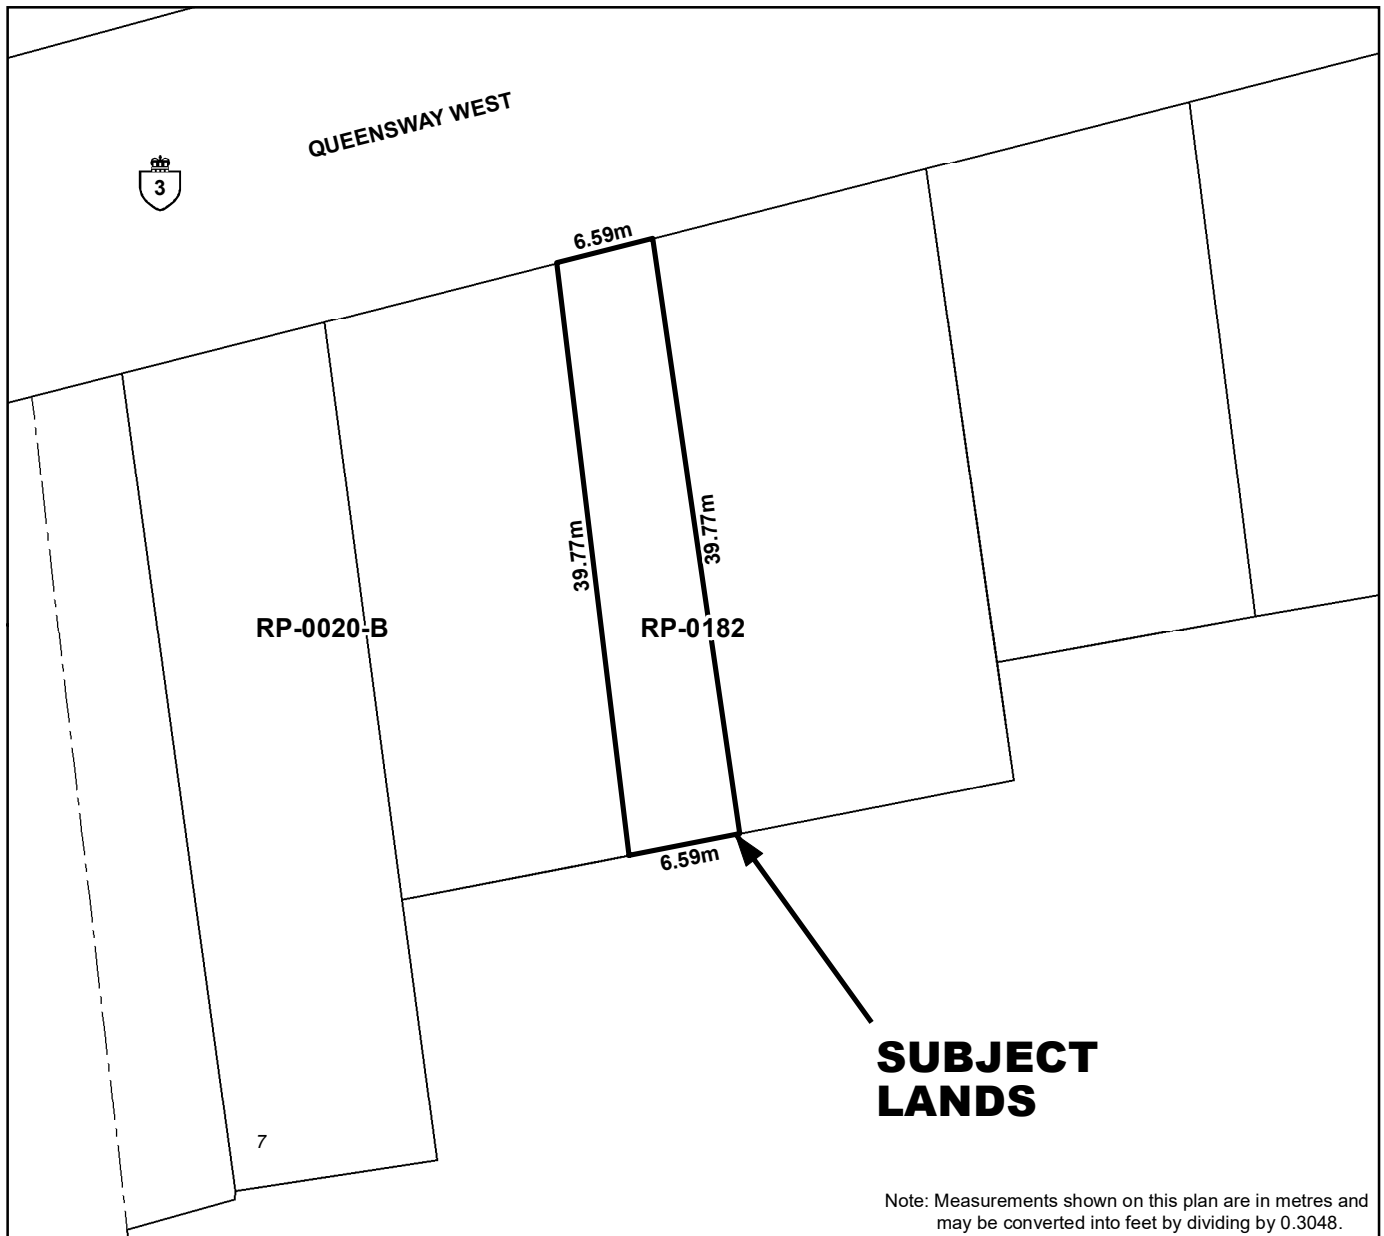 QUEENSWAY WEST
3
6.59m
39.77m
39.77m
RP-0020-B
RP-0182
6.59m
SUBJECT
LANDS
7
Note: Measurements shown on this plan are in metres and
may be converted into feet by dividing by 0.3048.